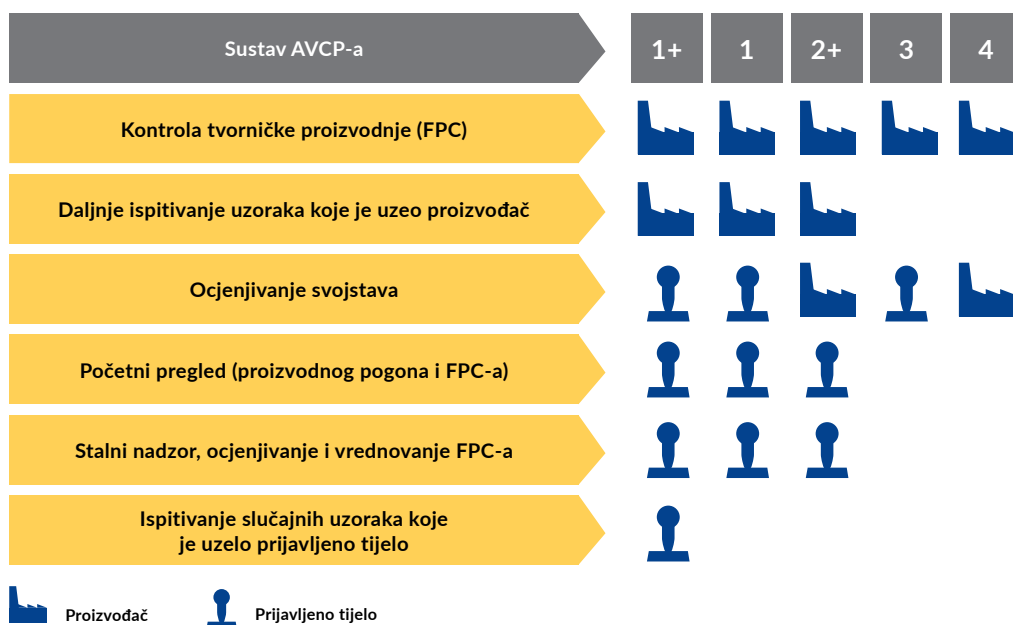 Sustav AVCP-a
1+ 1 2+ 3 4
Kontrola tvorničke proizvodnje (FPC)
Daljnje ispitivanje uzoraka koje je uzeo proizvođač
Ocjenjivanje svojstava
Početni pregled (proizvodnog pogona i FPC-a)
Stalni nadzor, ocjenjivanje i vrednovanje FPC-a
Ispitivanje slučajnih uzoraka koje
je uzelo prijavljeno tijelo
Proizvođač
Prijavljeno tijelo